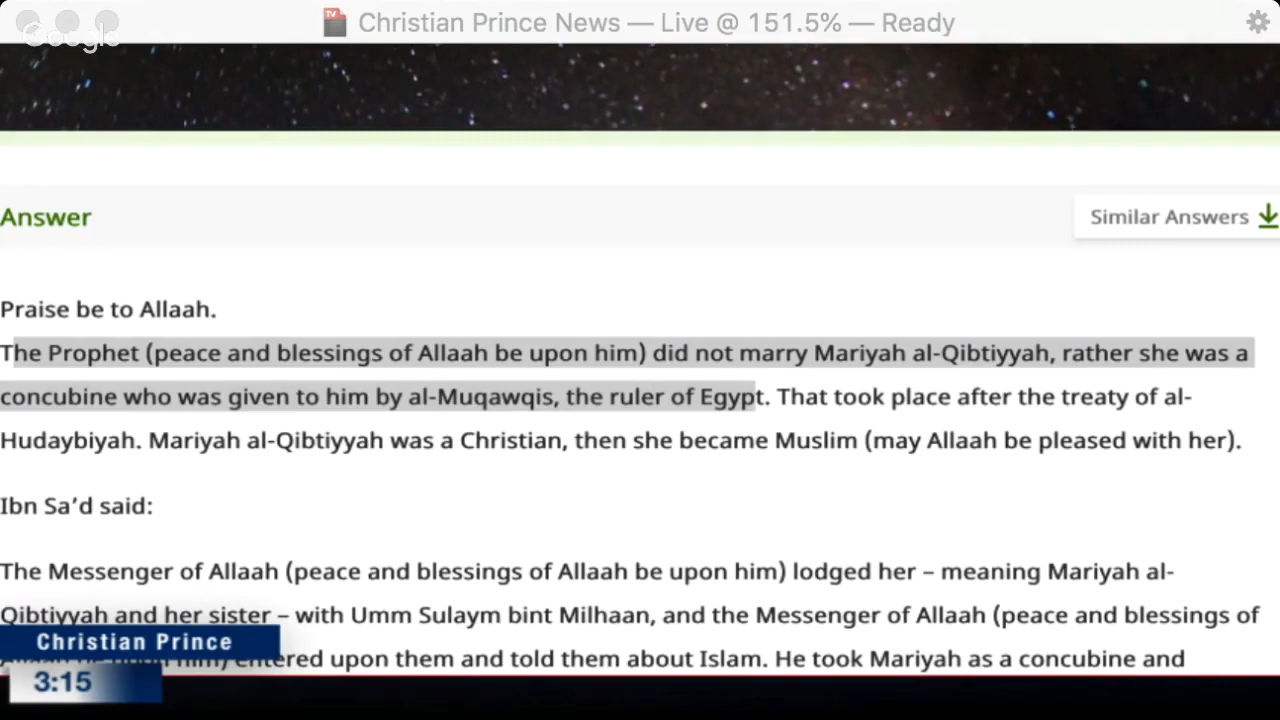 Christian Prince News — Live @ 151.5% — Ready
Google
Answer
Similar Answers
Praise be to Allaah.
The Prophet (peace and blessings of Allaah be upon him) did not marry Mariyah al-Qibtiyyah, rather she was a
concubine who was given to him by al-Muqawqis, the ruler of Egypt. That took place after the treaty of al-
Hudaybiyah. Mariyah al-Qibtiyyah was a Christian, then she became Muslim (may Allaah be pleased with her).
Ibn Sa’d said:
The Messenger of Allaah (peace and blessings of Allaah be upon him) lodged her – meaning Mariyah al-
Qibtiyyah and her sister – with Umm Sulaym bint Milhaan, and the Messenger of Allaah (peace and blessings of
Allaah be upon him) entered upon them and told them about Islam. He took Mariyah as a concubine and
Christian Prince
3:15